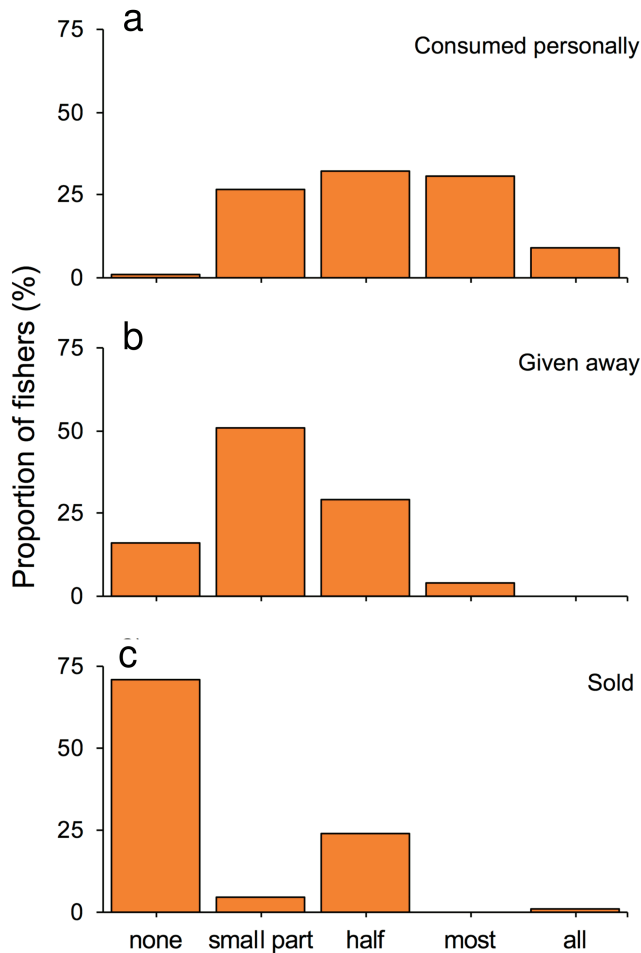 a
Consumed personally
75
50
25
0
b
Given away
75
50
25
0
c
Sold
75
50
25
0
none small part half most all
Proportion of fishers (%)